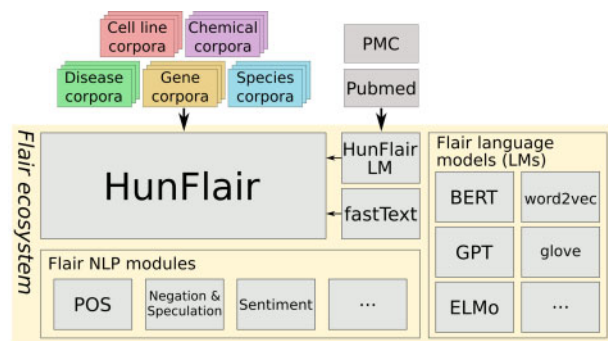 Cell line
corpora
Chemical
corpora
PMC
Disease
corpora
Gene
corpora
Species
corpora
Pubmed
Flair ecosystem
HunFlair
HunFlair
LM
fastText
Flair language
models (LMs)
BERT
word2vec
GPT
glove
ELMo
...
Flair NLP modules
POS
Negation &
Speculation
Sentiment
...